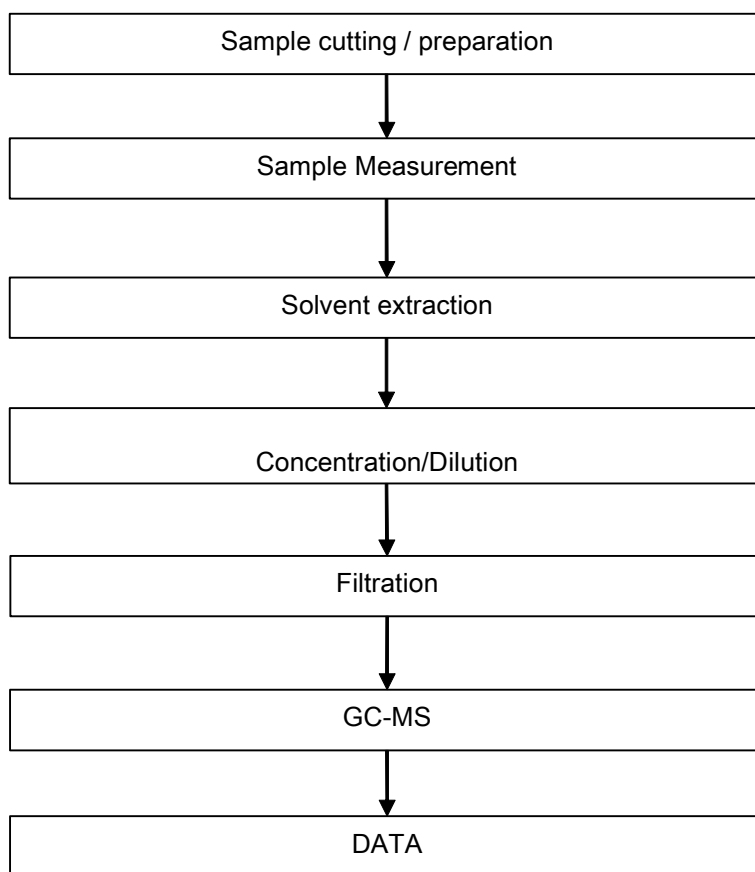 Sample cutting / preparation
Sample Measurement
Solvent extraction
Concentration/Dilution
Filtration
GC-MS
DATA